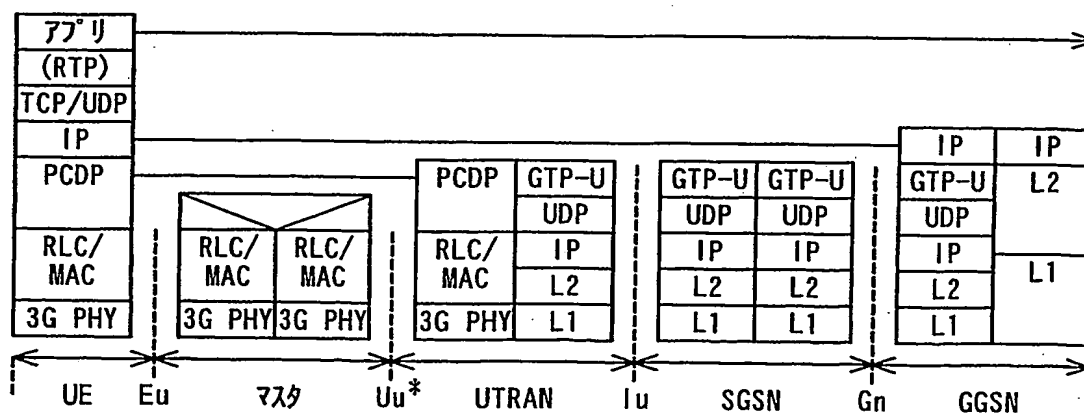 アプリ
(RTP)
TCP/UDP
IP
PCDP
RLC/
MAC
3G PHY
RLC/
MAC
3G PHY
RLC/
MAC
3G PHY
PCDP
RLC/
MAC
3G PHY
GTP-U
UDP
IP
L2
L1
GTP-U
UDP
IP
L2
L1
GTP-U
UDP
IP
L2
L1
IP
GTP-U
UDP
IP
L2
L1
IP
L2
L1
UE
Eu
マスタ
Uu*
UTRAN
Iu
SGSN
Gn
GGSN